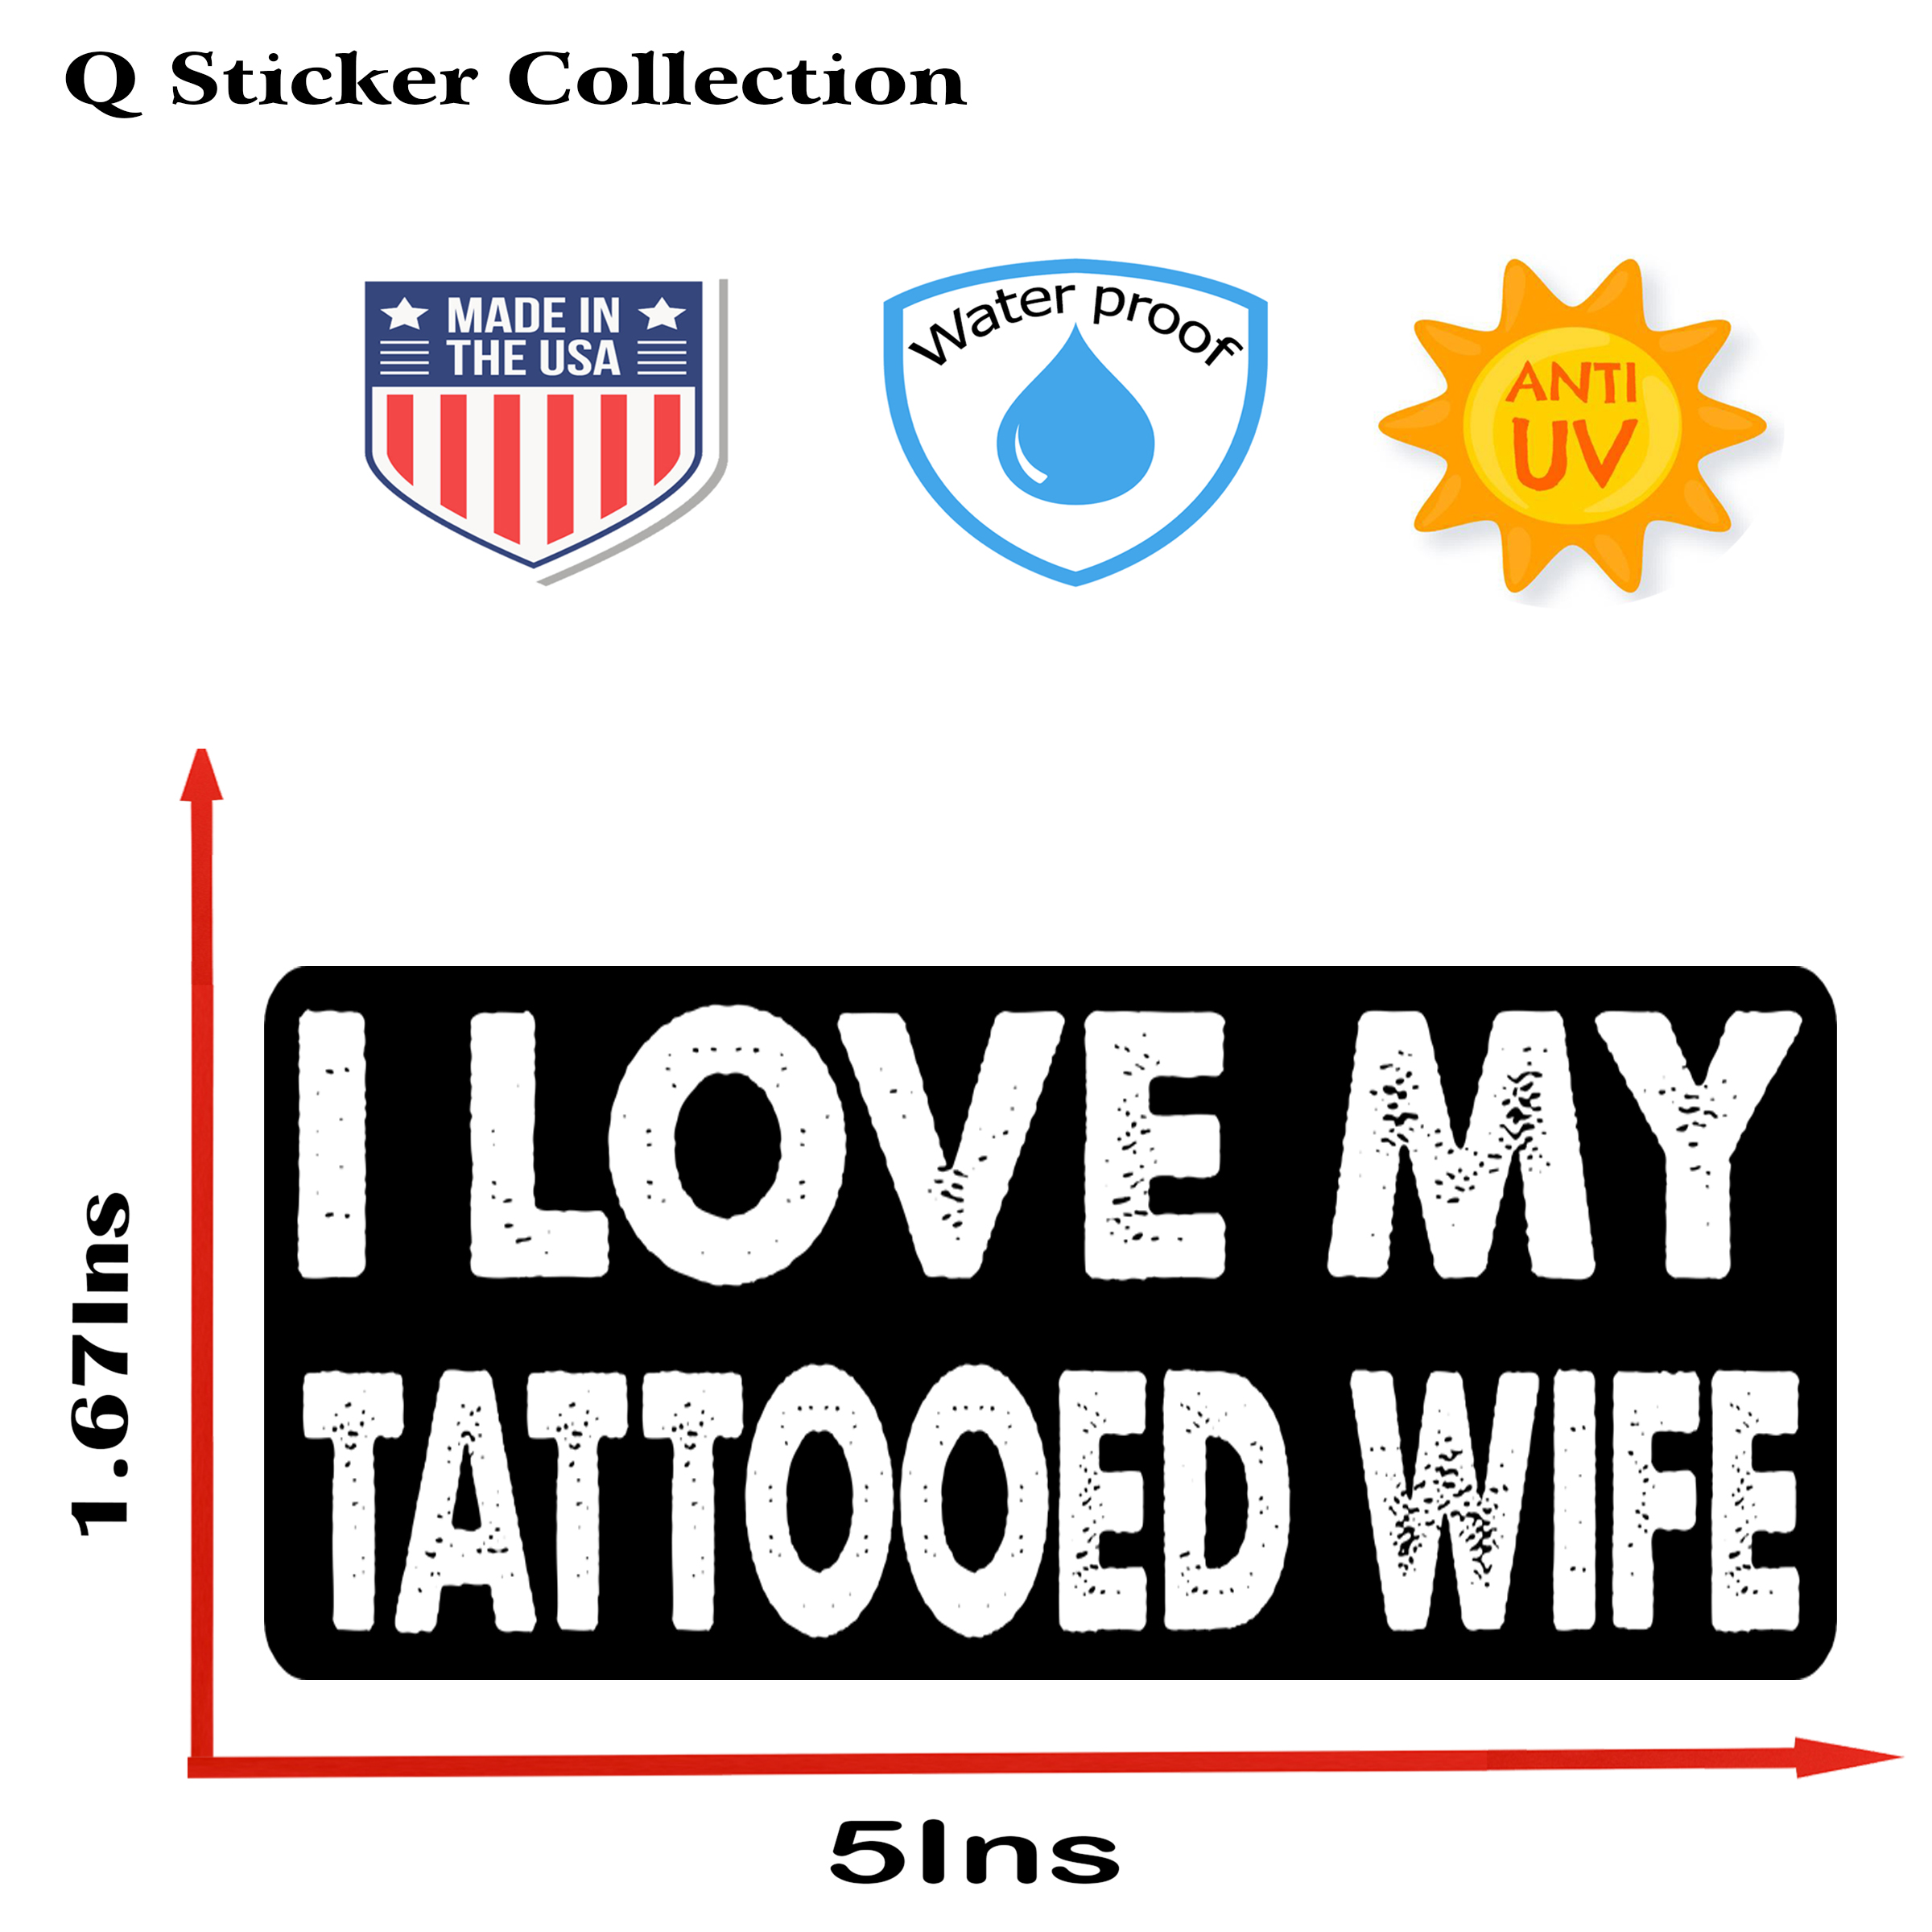 Q Sticker Collection
MADE IN
THE USA
Water proof
ANTI
UV
1.67Ins
I LOVE MY
TATTOOED WIFE
5Ins